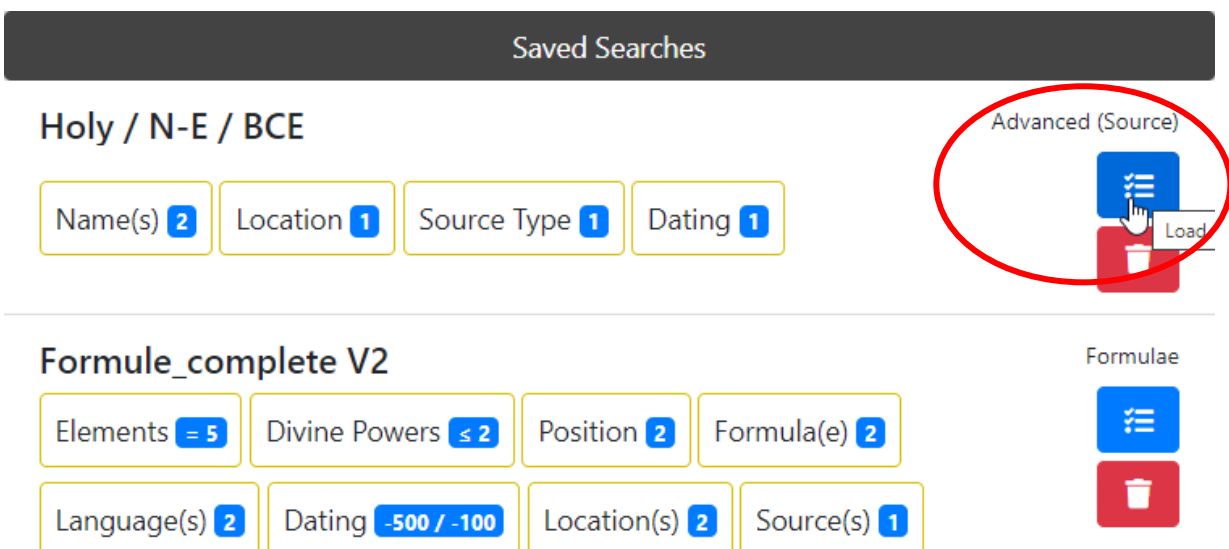 Saved Searches
Holy / N-E / BCE
Advanced (Source)
Name(s) 2 Location 1 Source Type 1 Dating 1
Load
Formule_complete V2
Formulae
Elements = 5 Divine Powers ≤ 2 Position 2 Formula(e) 2
Language(s) 2 Dating -500 / -100 Location(s) 2 Source(s) 1